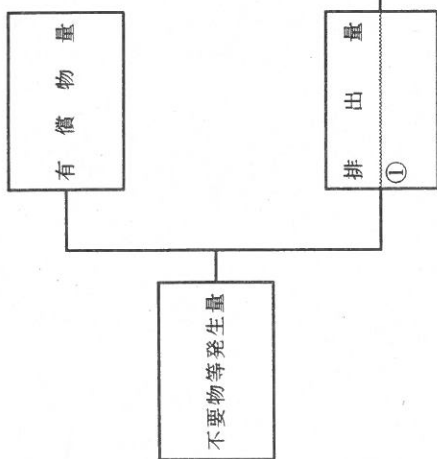 有償物量
排出量
①
不要物等発生量